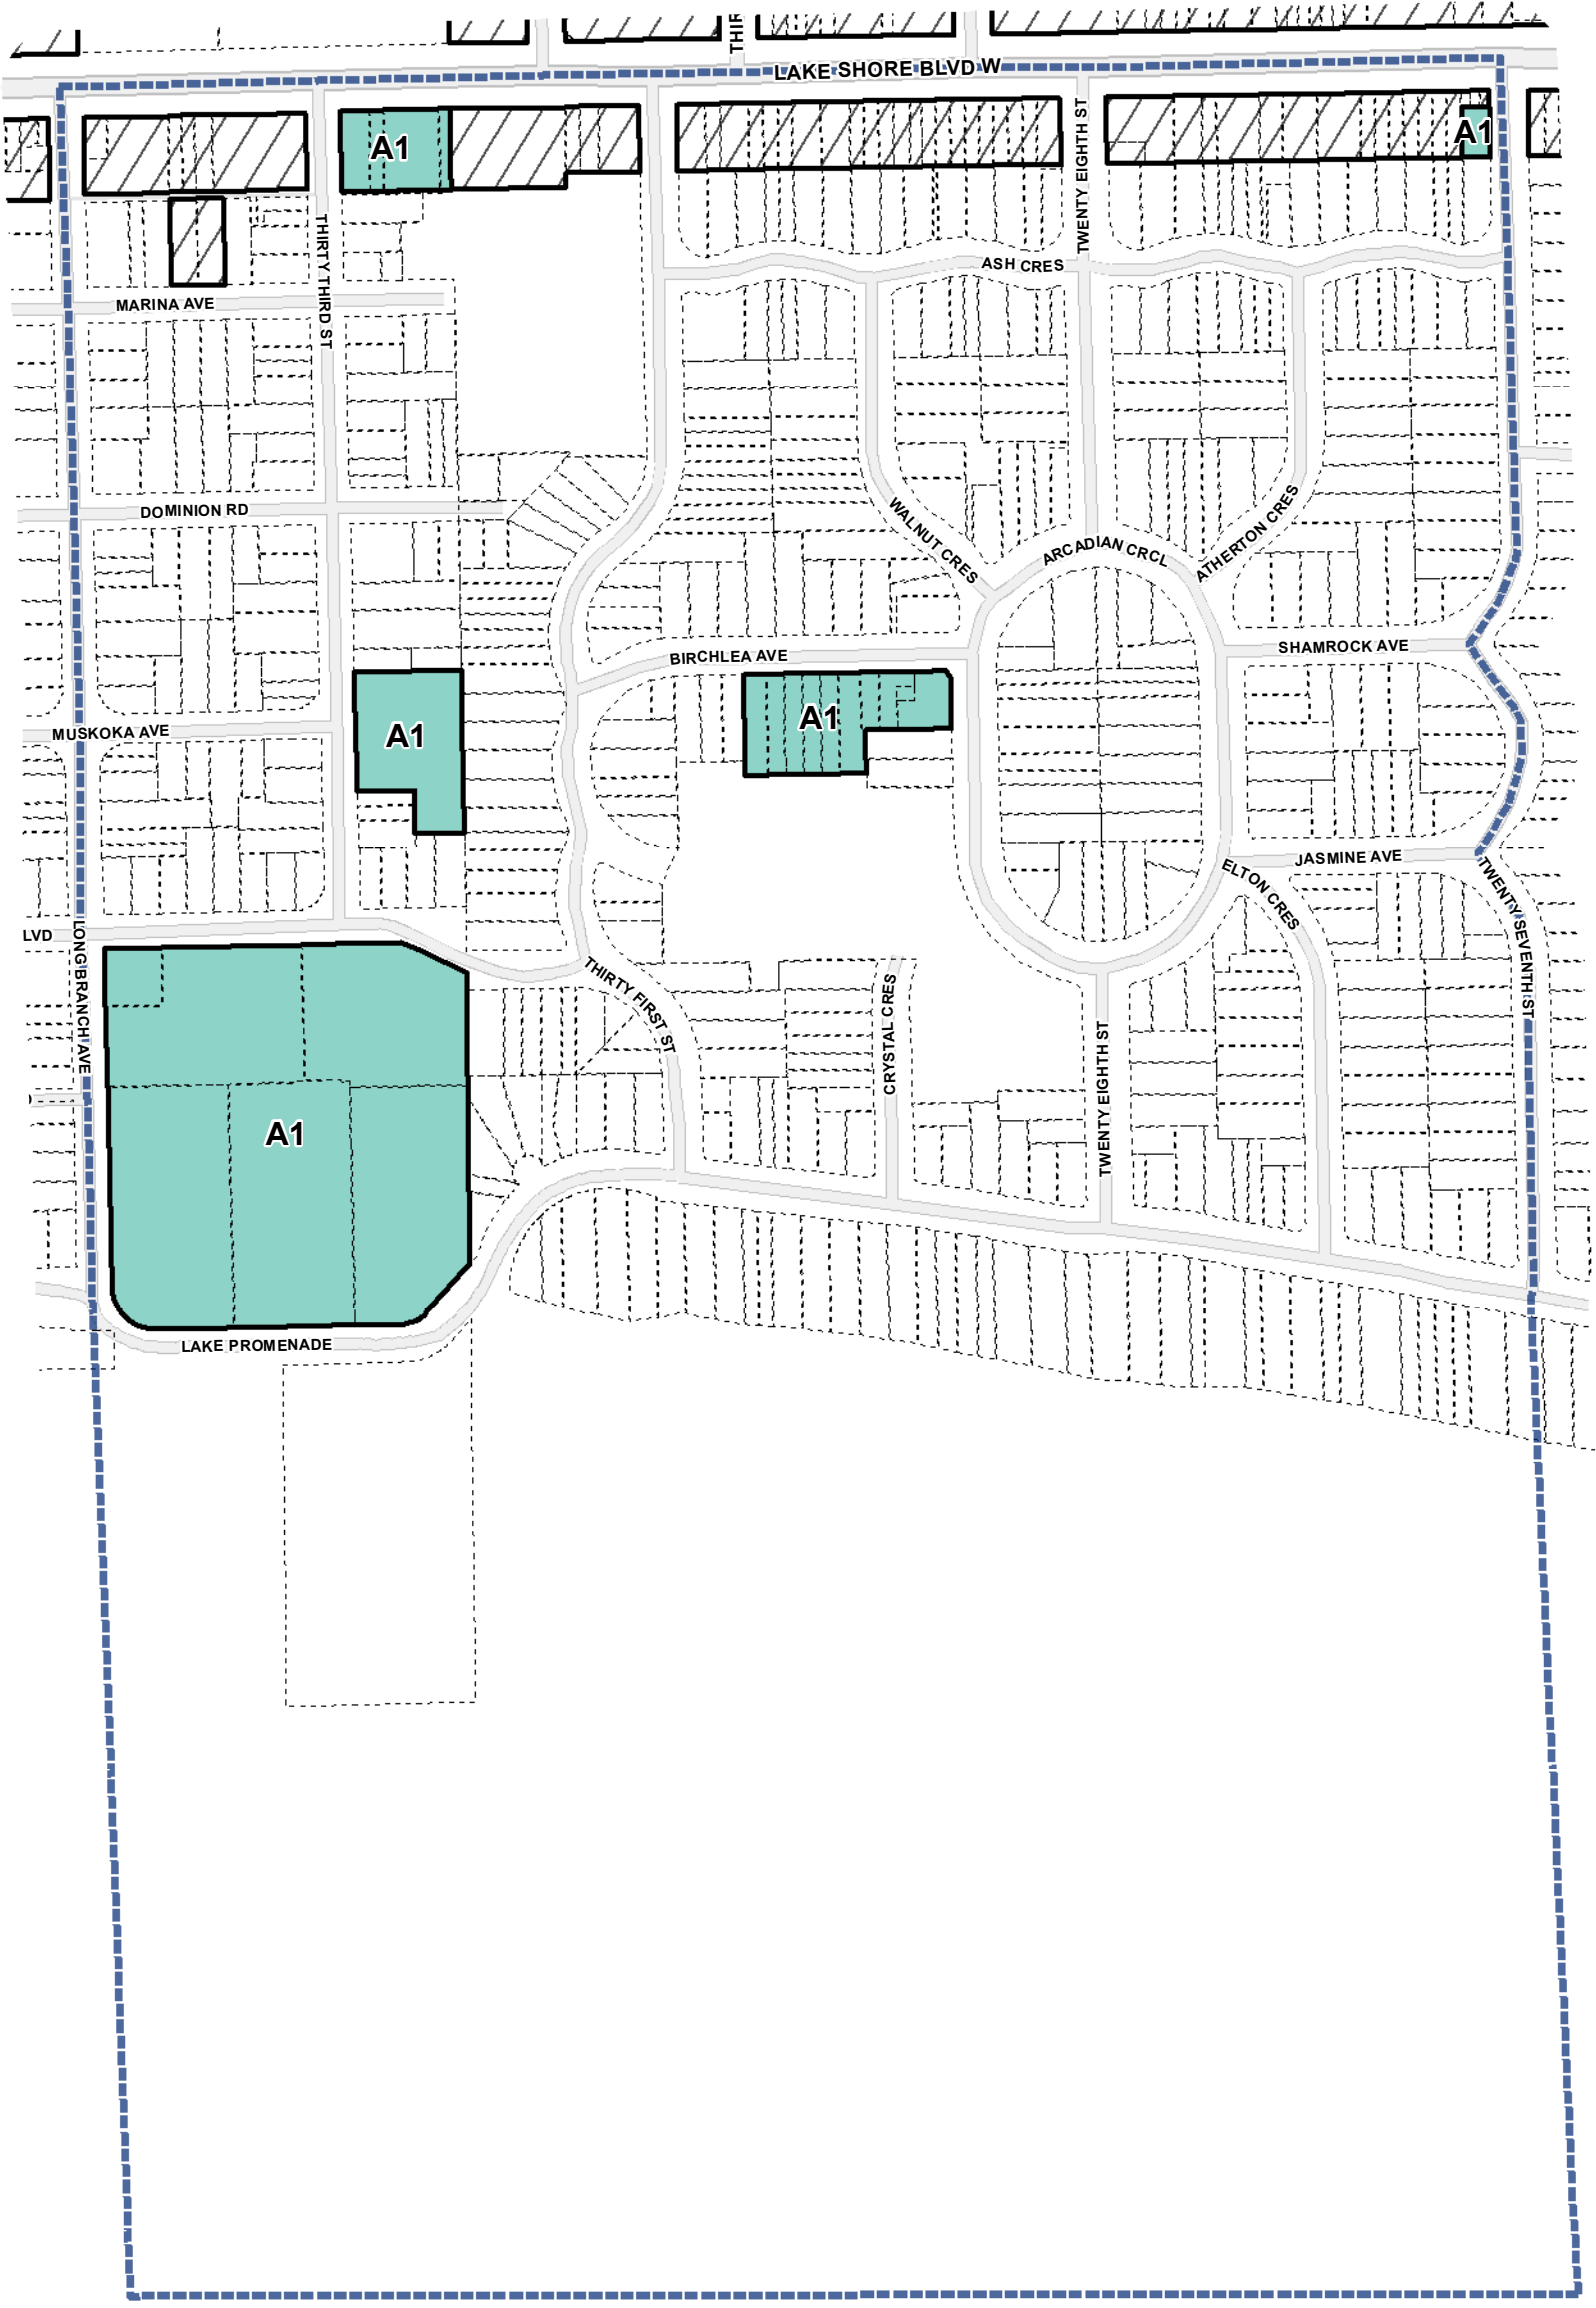 THIR
LAKE SHORE BLVD W
A1
A1
TWENTY EIGHTH ST
THIRTY THIRD ST
ASH CRES
MARINA AVE
DOMINION RD
WALNUT CRES
ARCADIAN CRCL
ATHERTON CRES
BIRCHLEA AVE
SHAMROCK AVE
MUSKOKA AVE
A1
A1
JASMINE AVE
ELTON CRES
TWENTY SEVENTH ST
LVD
LONG BRANCH AVE
THIRTY FIRST ST
CRYSTAL CRES
TWENTY EIGHTH ST
A1
LAKE PROMENADE